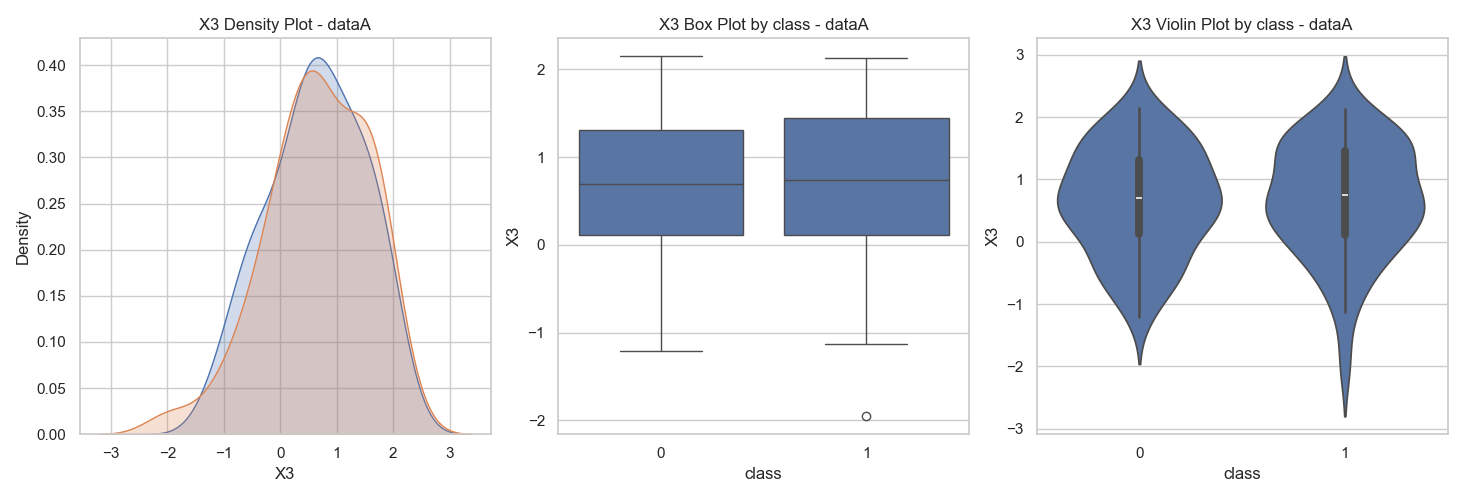 X3 Density Plot - dataA
Density
0.40
0.35
0.30
0.25
0.20
0.15
0.10
0.05
0.00
−3 −2 −1 0 1 2 3
X3
X3 Box Plot by class - dataA
X3
2
1
0
−1
−2
0 1
class
X3 Violin Plot by class - dataA
X3
3
2
1
0
−1
−2
−3
0 1
class